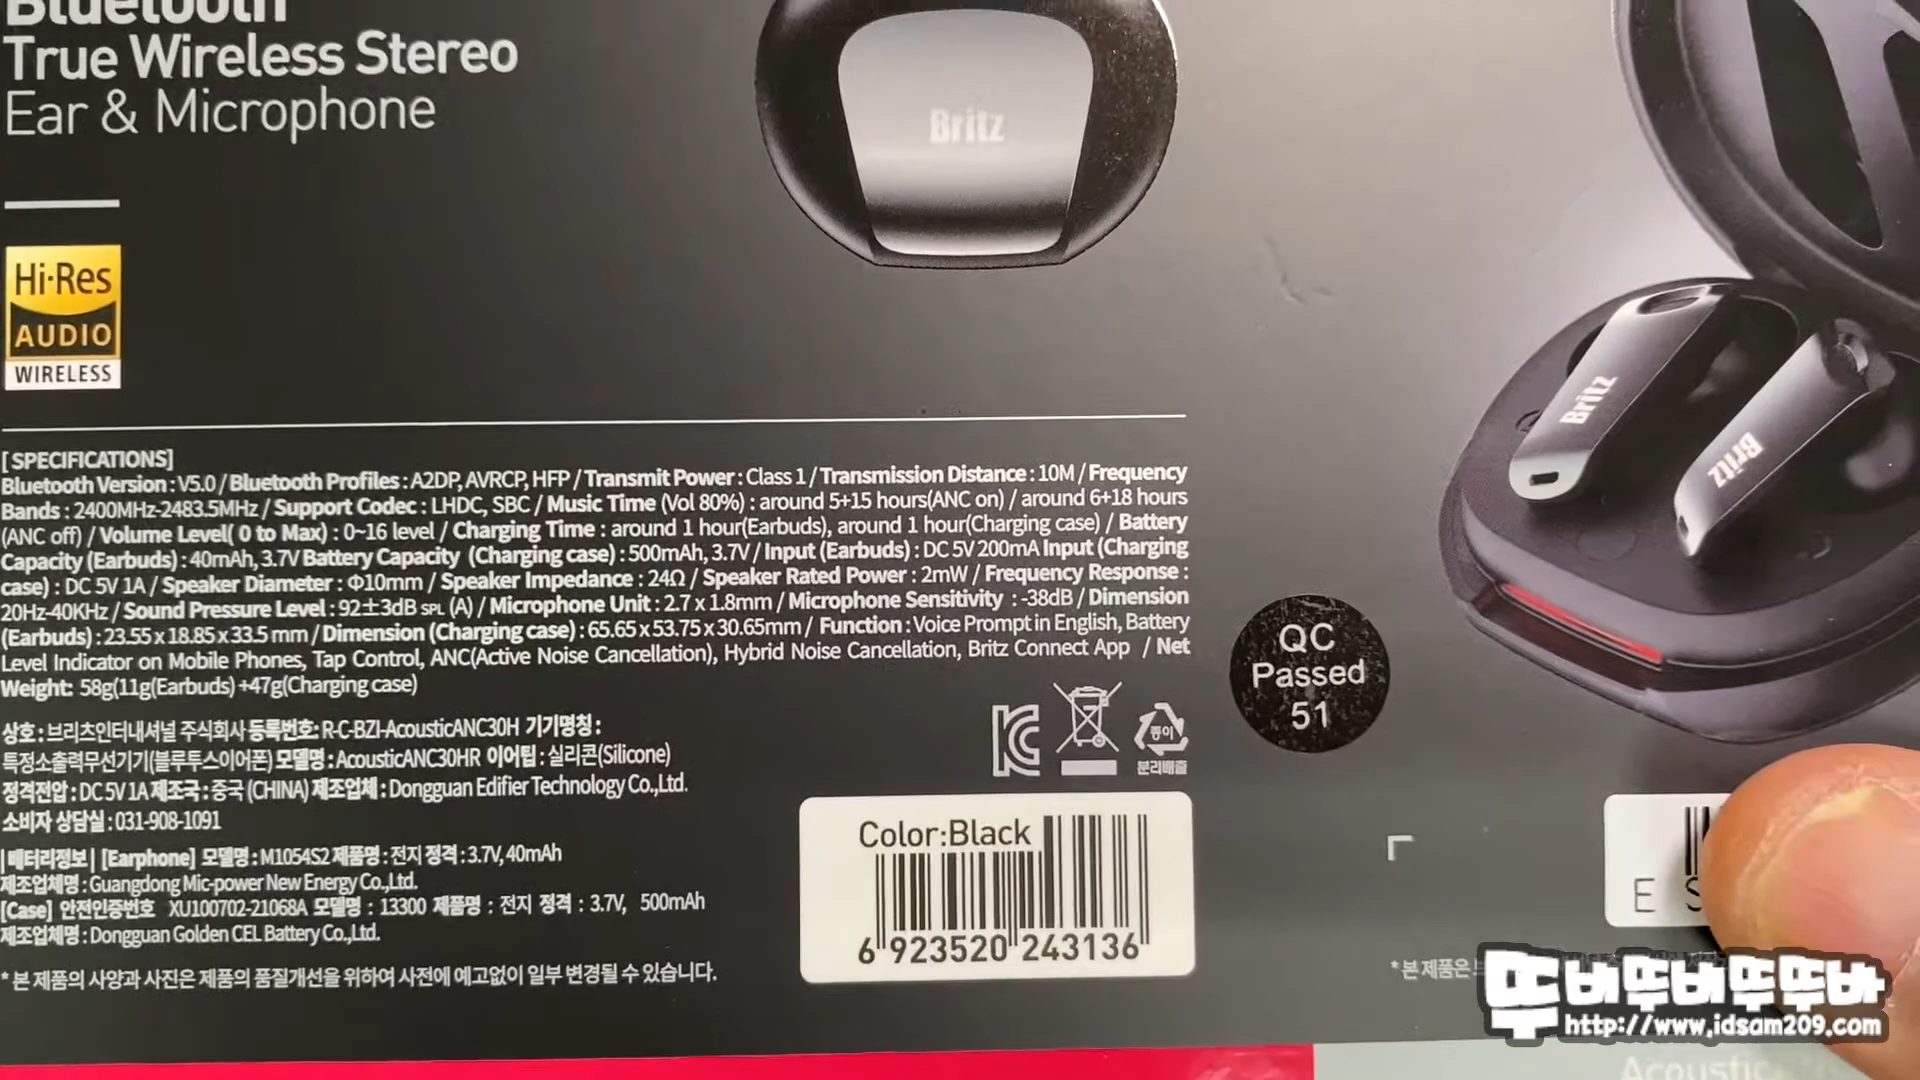 Bluetooth
True Wireless Stereo
Ear & Microphone
Britz
Hi-Res
AUDIO
WIRELESS
Britz
Britz
[ SPECIFICATIONS]
Bluetooth Version : V5.0 / Bluetooth Profiles : A2DP, AVRCP, HFP / Transmit Power : Class 1 / Transmission Distance : 10M / Frequency
Bands : 2400MHz-2483.5MHz / Support Codec : LHDC, SBC / Music Time (Vol 80%) : around 5+15 hours(ANC on) / around 6+18 hours
(ANC off) / Volume Level( 0 to Max) : 0~16 level / Charging Time : around 1 hour(Earbuds), around 1 hour(Charging case) / Battery
Capacity (Earbuds) : 40mAh, 3.7V Battery Capacity (Charging case) : 500mAh, 3.7V / Input (Earbuds) : DC 5V 200mA Input (Charging
case) : DC 5V 1A / Speaker Diameter : Φ10mm / Speaker Impedance : 24Ω / Speaker Rated Power : 2mW / Frequency Response :
20Hz-40KHz / Sound Pressure Level : 92±3dB SPL (A) / Microphone Unit : 2.7 x 1.8mm / Microphone Sensitivity : -38dB / Dimension
(Earbuds) : 23.55 x 18.85 x 33.5 mm / Dimension (Charging case) : 65.65 x 53.75 x 30.65mm / Function : Voice Prompt in English, Battery
Level Indicator on Mobile Phones, Tap Control, ANC(Active Noise Cancellation), Hybrid Noise Cancellation, Britz Connect App / Net
Weight: 58g(11g(Earbuds) +47g(Charging case)
QC
Passed
51
상호 : 브리츠인터내셔널 주식회사 등록번호: R-C-BZI-AcousticANC30H 기기명칭 :
특정소출력무선기기(블루투스이어폰) 모델명 : AcousticANC30HR 이어팁 : 실리콘(Silicone)
정격전압 : DC 5V 1A 제조국 : 중국 (CHINA) 제조업체 : Dongguan Edifier Technology Co.,Ltd.
소비자 상담실 : 031-908-1091
종이
분리배출
| 배터리정보 | [Earphone] 모델명 : M1054S2 제품명 : 전지 정격 : 3.7V, 40mAh
제조업체명 : Guangdong Mic-power New Energy Co.,Ltd.
[Case] 안전인증번호 XU100702-21068A 모델명 : 13300 제품명 : 전지 정격 : 3.7V, 500mAh
제조업체명 : Dongguan Golden CEL Battery Co.,Ltd.
* 본 제품의 사양과 사진은 제품의 품질개선을 위하여 사전에 예고없이 일부 변경될 수 있습니다.
Color:Black
6 923520 243136
E S
* 본 제품은
뚜버뚜버뚜뚜바
http://www.idsam209.com
Acoustic